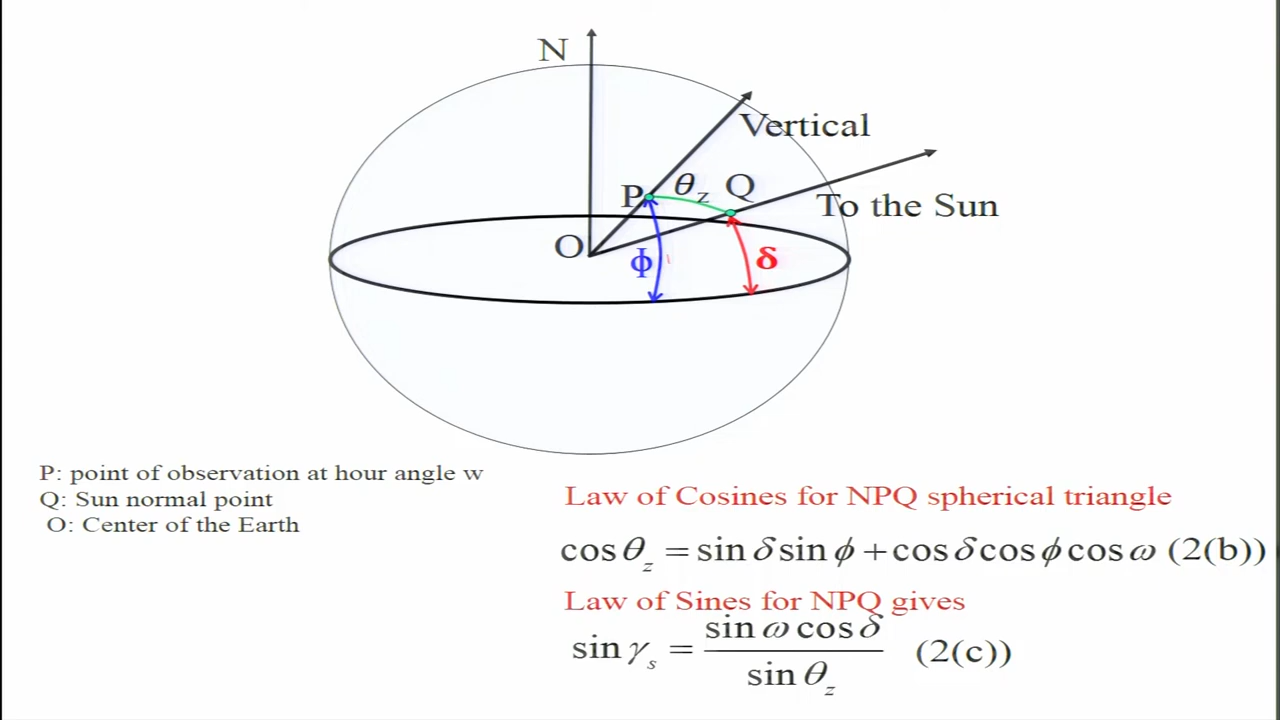 N
Vertical
P θz Q
To the Sun
O
ϕ
δ
P: point of observation at hour angle w
Q: Sun normal point
O: Center of the Earth
Law of Cosines for NPQ spherical triangle
cos θz = sin δ sin ϕ + cos δ cos ϕ cos ω (2(b))
Law of Sines for NPQ gives
sin γs = sin ω cos δ / sin θz (2(c))